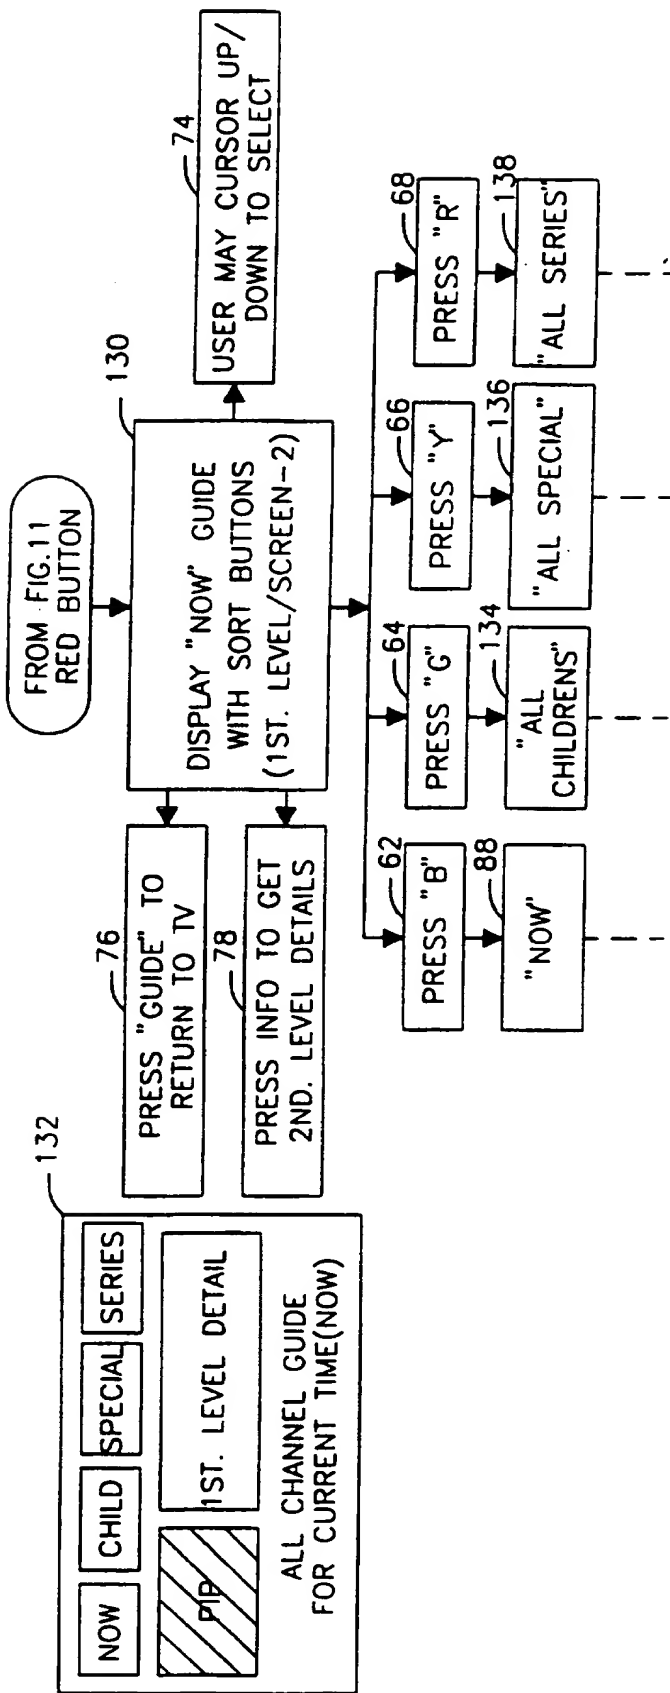 FROM FIG.11
RED BUTTON
130
DISPLAY "NOW" GUIDE
WITH SORT BUTTONS
(1ST. LEVEL/SCREEN-2)
74
USER MAY CURSOR UP/
DOWN TO SELECT
76
PRESS "GUIDE" TO
RETURN TO TV
78
PRESS INFO TO GET
2ND. LEVEL DETAILS
132
NOW
CHILD
SPECIAL
SERIES
PIP
1ST. LEVEL DETAIL
ALL CHANNEL GUIDE
FOR CURRENT TIME(NOW)
62
PRESS "B"
64
PRESS "G"
66
PRESS "Y"
68
PRESS "R"
88
"NOW"
134
"ALL
CHILDRENS"
136
"ALL SPECIAL"
138
"ALL SERIES"